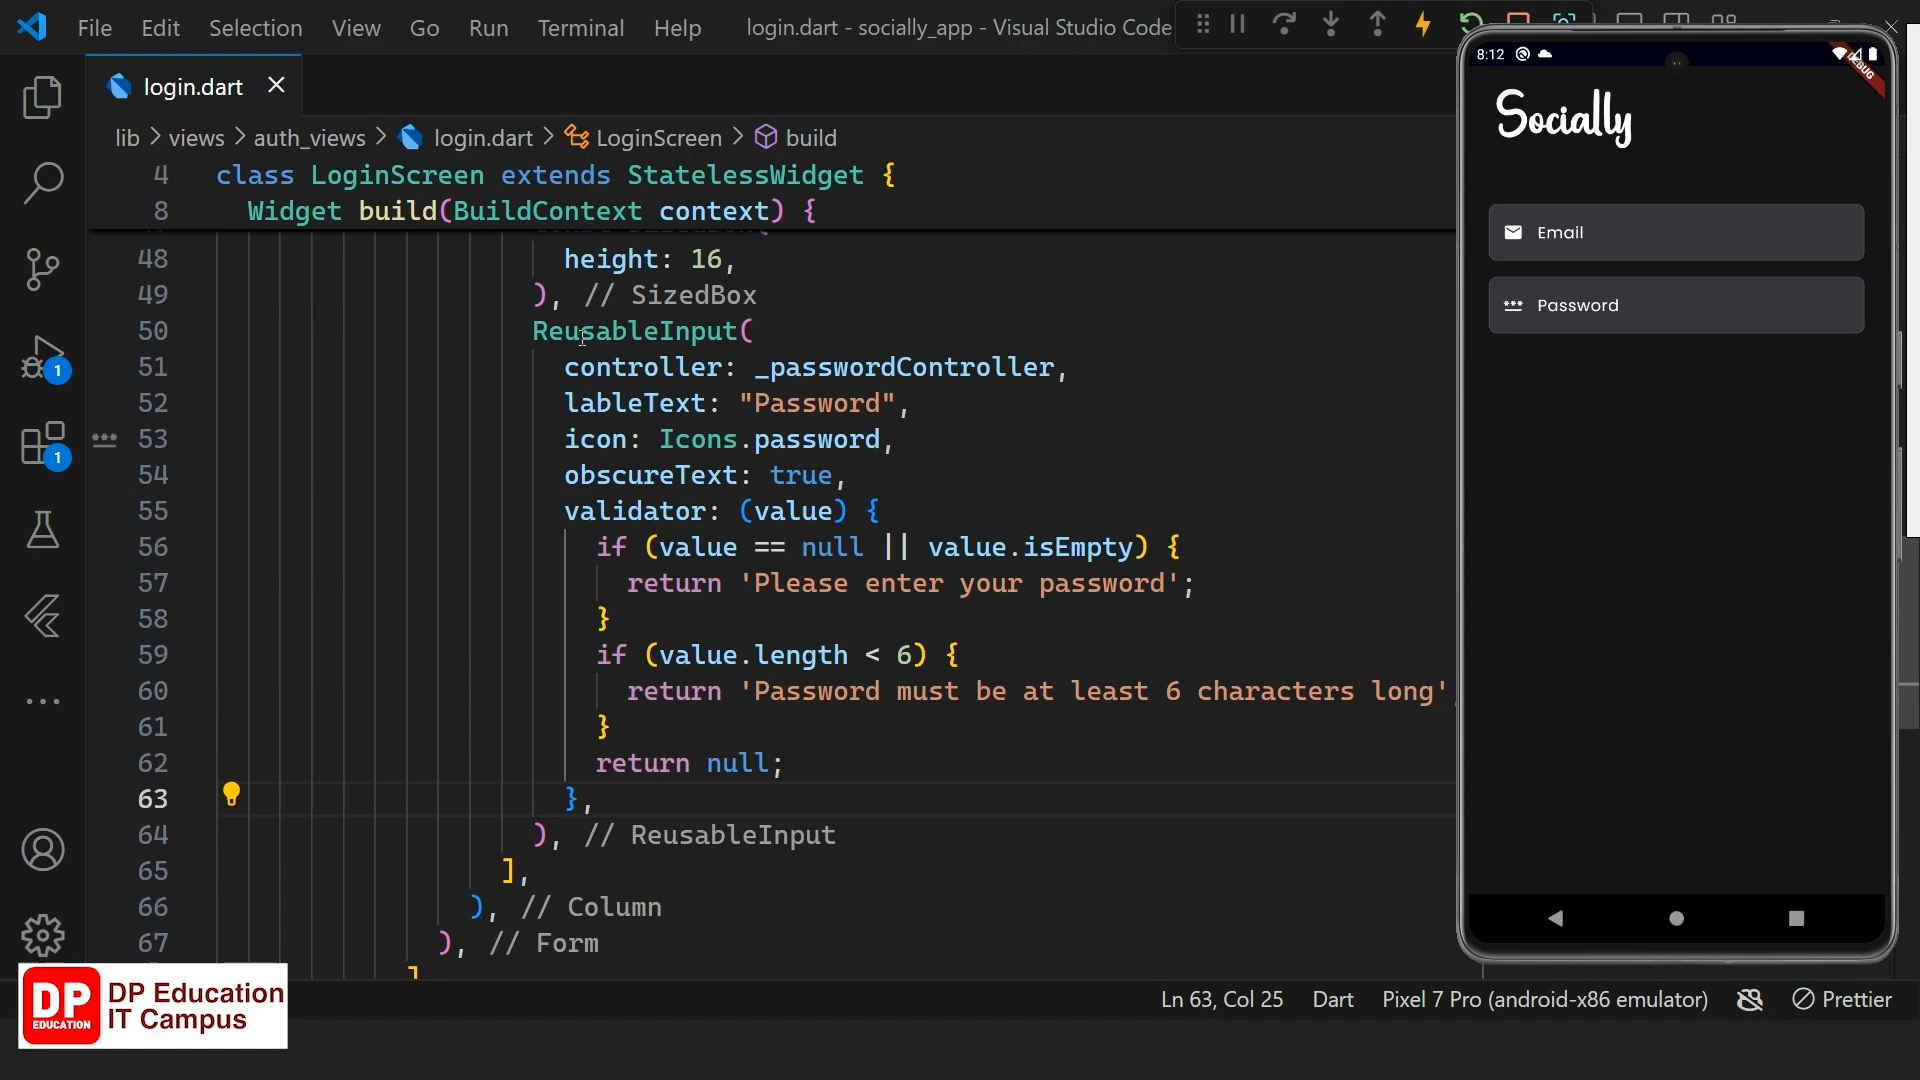 File Edit Selection View Go Run Terminal Help login.dart - socially_app - Visual Studio Code
login.dart
lib > views > auth_views > login.dart > LoginScreen > build
4 class LoginScreen extends StatelessWidget {
8 Widget build(BuildContext context) {
48 height: 16,
49 ), // SizedBox
50 ReusableInput(
51 controller: _passwordController,
52 lableText: "Password",
53 icon: Icons.password,
54 obscureText: true,
55 validator: (value) {
56 if (value == null || value.isEmpty) {
57 return 'Please enter your password';
58 }
59 if (value.length < 6) {
60 return 'Password must be at least 6 characters long'
61 }
62 return null;
63 },
64 ), // ReusableInput
65 ],
66 ), // Column
67 ), // Form
]
1
1
8:12
DEBUG
Socially
Email
Password
DP
EDUCATION
DP Education
IT Campus
Ln 63, Col 25 Dart Pixel 7 Pro (android-x86 emulator) Prettier